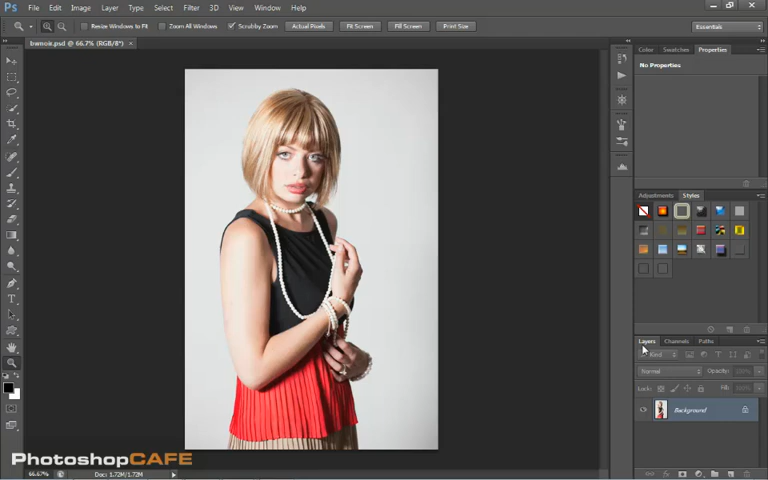 Ps File Edit Image Layer Type Select Filter 3D View Window Help
Resize Windows to Fit Zoom All Windows Scrubby Zoom Actual Pixels Fit Screen Fill Screen Print Size Essentials
66.7% (RGB/8*) ×
Color Swatches Properties
No Properties
Adjustments Styles
Layers Channels Paths
Kind
Normal Opacity:
Lock: Fill:
Background
PhotoshopCAFE
66.67% Doc: 1.72M/1.72M